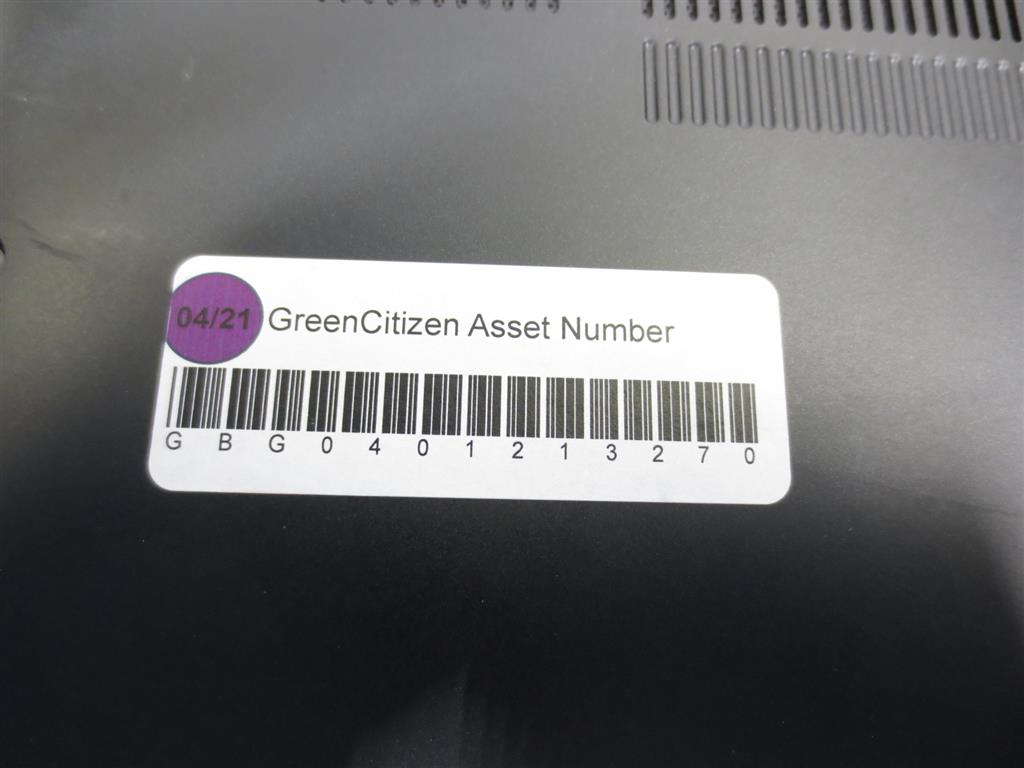 04/21 GreenCitizen Asset Number
G B G 0 4 0 1 2 1 3 2 7 0